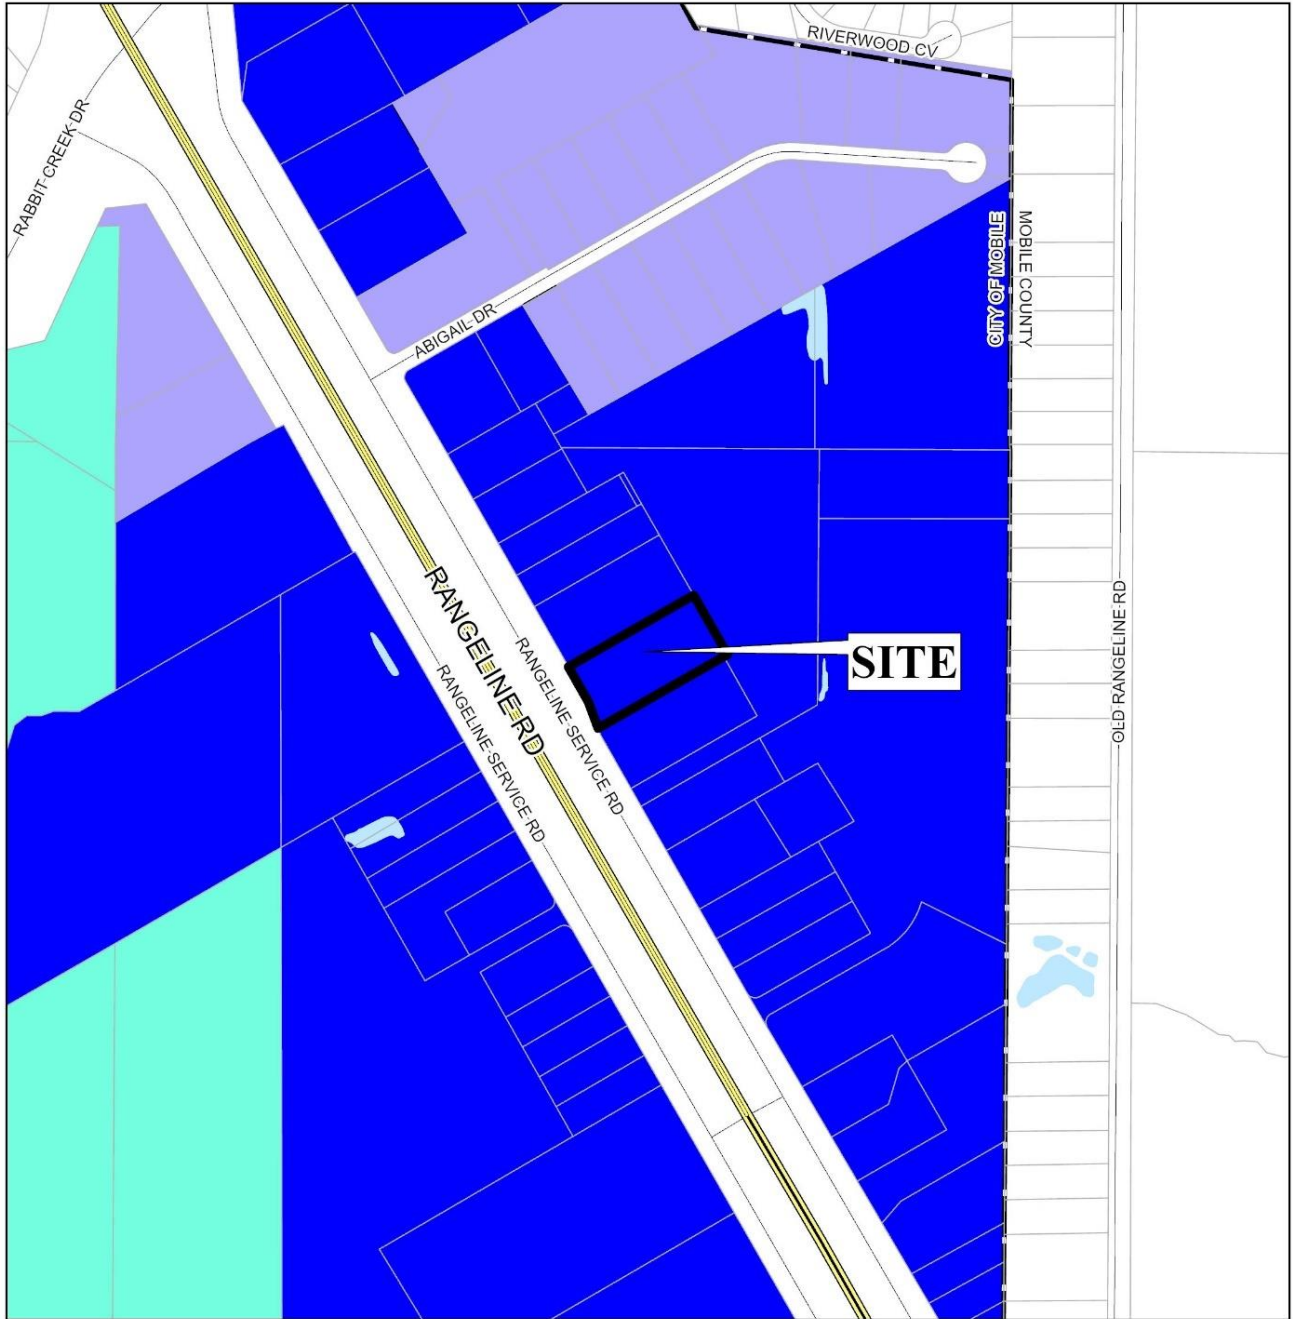 RIVERWOOD CV
RABBIT CREEK DR
CITY OF MOBILE
MOBILE COUNTY
ABIGAIL DR
RANGELINE RD
RANGELINE SERVICE RD
RANGELINE SERVICE RD
SITE
OLD RANGELINE RD